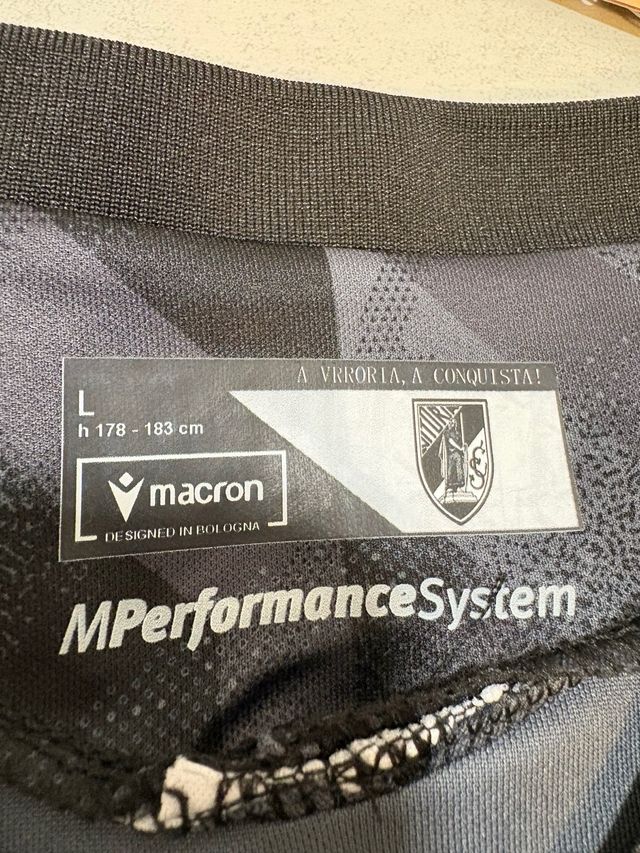 A VRRORIA, A CONQUISTA!
L
h 178 - 183 cm
macron
DESIGNED IN BOLOGNA
MPerformanceSystem